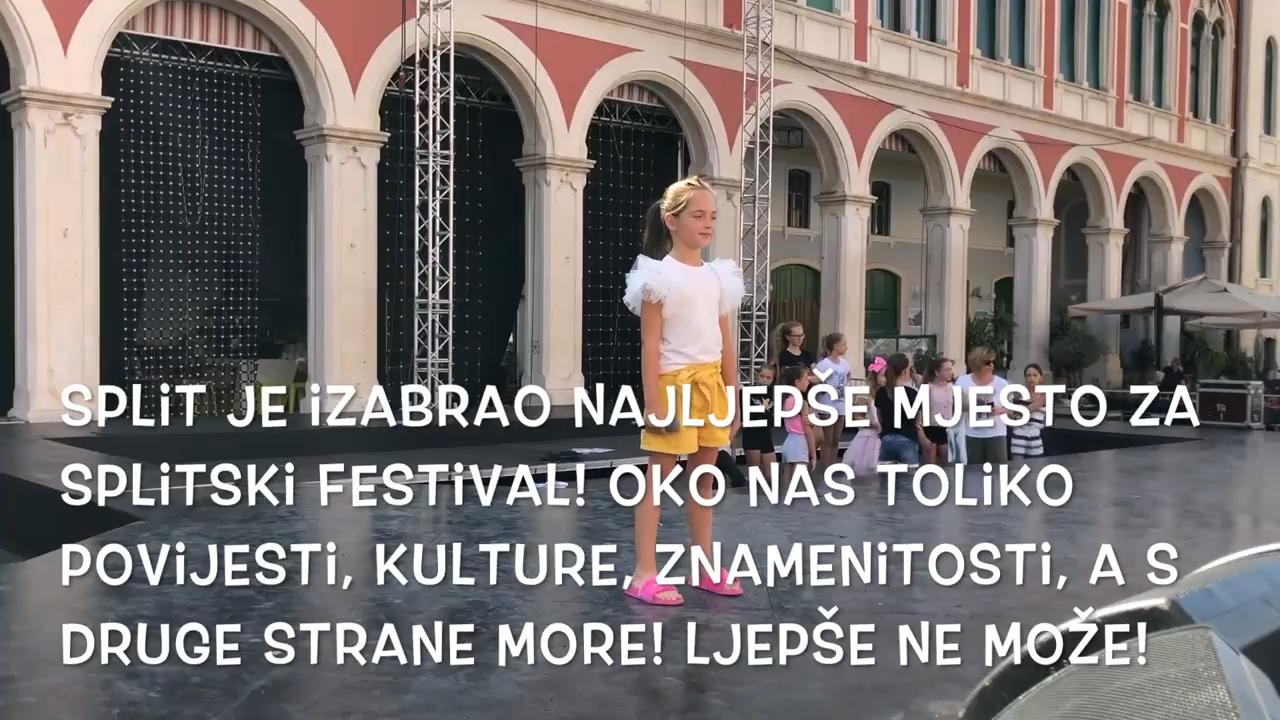 SPLiT JE iZABRAO NAJLJEPŠE MJESTO ZA
SPLiTSKi FESTiVAL! OKO NAS TOLiKO
POViJESTi, KULTURE, ZNAMENiTOSTi, A S
DRUGE STRANE MORE! LJEPŠE NE MOŽE!